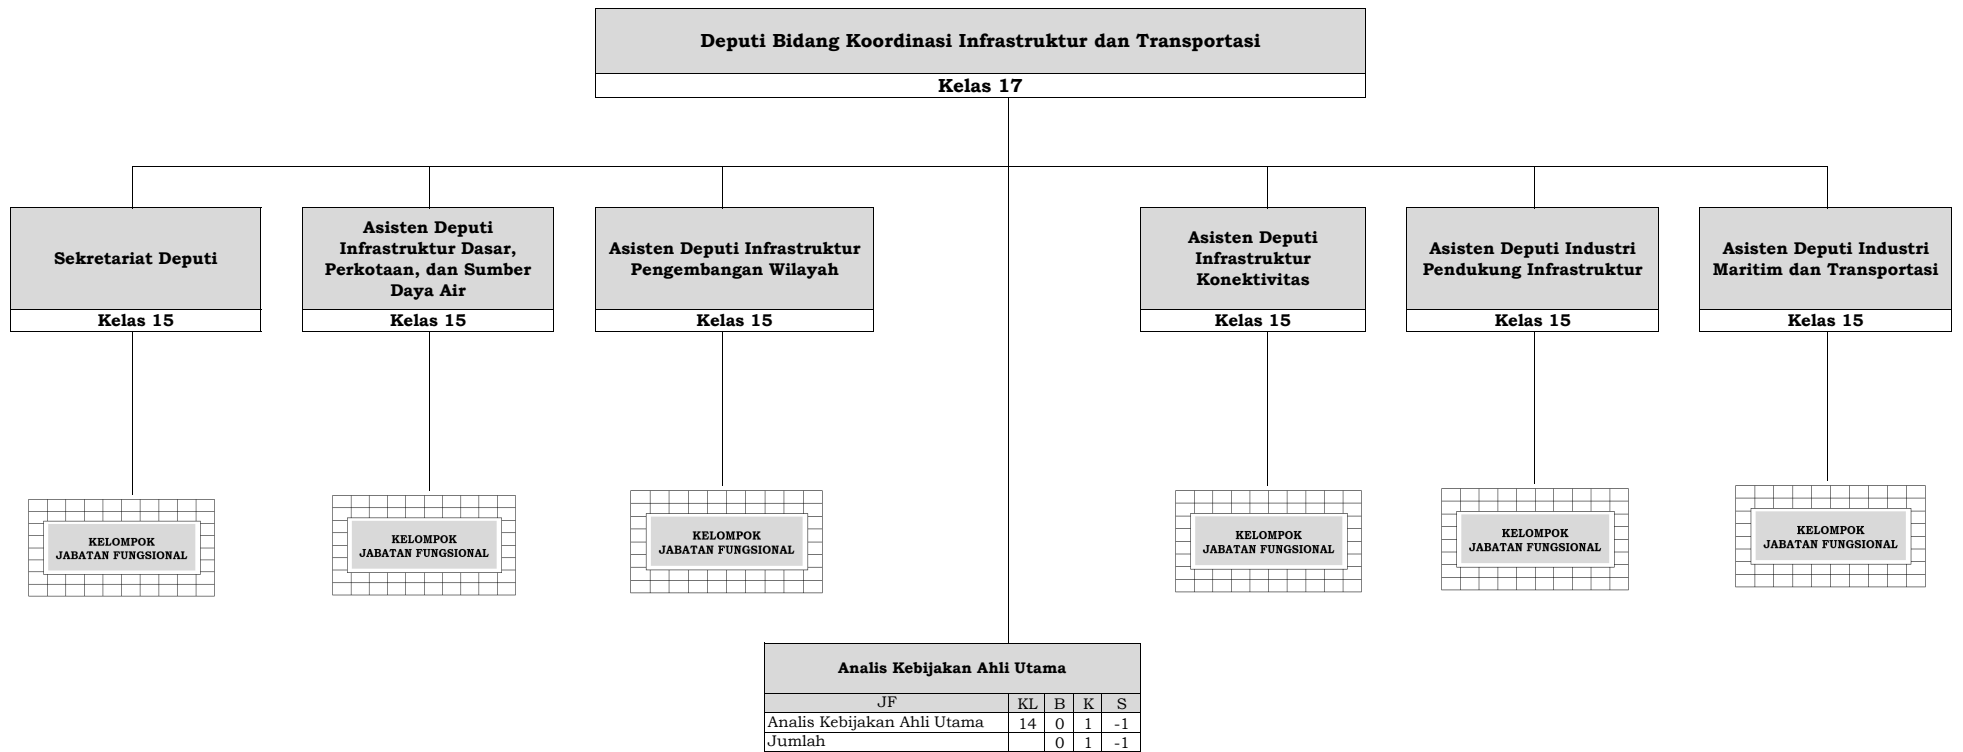 Deputi Bidang Koordinasi Infrastruktur dan Transportasi
Kelas 17
Sekretariat Deputi
Kelas 15
Asisten Deputi
Infrastruktur Dasar,
Perkotaan, dan Sumber
Daya Air
Kelas 15
Asisten Deputi Infrastruktur
Pengembangan Wilayah
Kelas 15
Asisten Deputi
Infrastruktur
Konektivitas
Kelas 15
Asisten Deputi Industri
Pendukung Infrastruktur
Kelas 15
Asisten Deputi Industri
Maritim dan Transportasi
Kelas 15
KELOMPOK
JABATAN FUNGSIONAL
KELOMPOK
JABATAN FUNGSIONAL
KELOMPOK
JABATAN FUNGSIONAL
KELOMPOK
JABATAN FUNGSIONAL
KELOMPOK
JABATAN FUNGSIONAL
KELOMPOK
JABATAN FUNGSIONAL
Analis Kebijakan Ahli Utama
JF KL B K S
Analis Kebijakan Ahli Utama 14 0 1 -1
Jumlah 0 1 -1